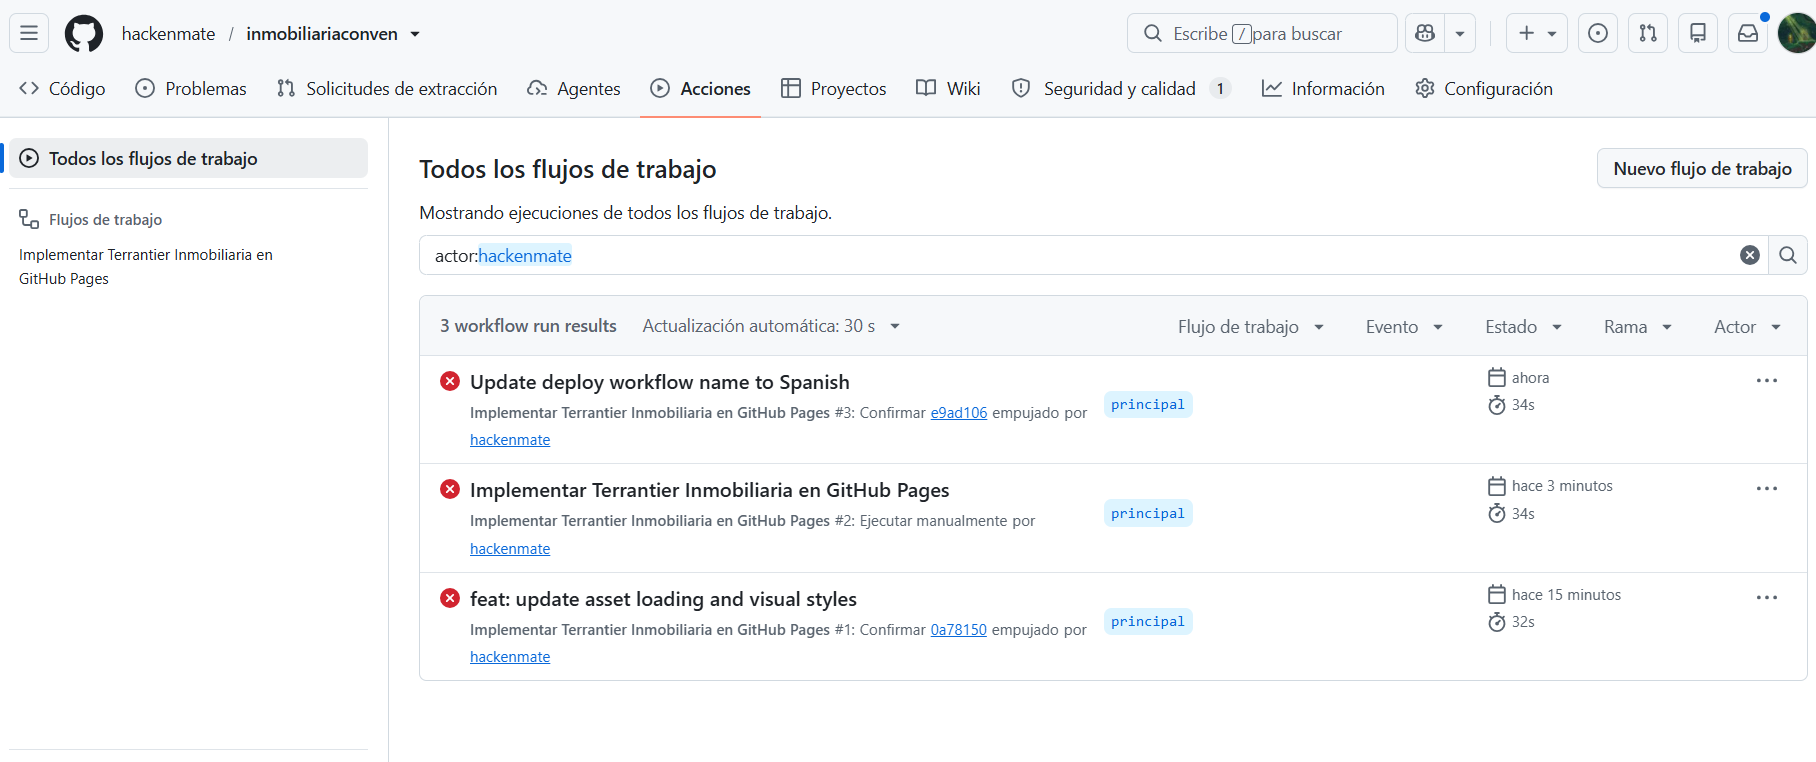 hackenmate / inmobiliariaconven
Escribe / para buscar
Código Problemas Solicitudes de extracción Agentes Acciones Proyectos Wiki Seguridad y calidad 1 Información Configuración
Todos los flujos de trabajo
Flujos de trabajo
Implementar Terrantier Inmobiliaria en
GitHub Pages
Todos los flujos de trabajo
Nuevo flujo de trabajo
Mostrando ejecuciones de todos los flujos de trabajo.
actor:hackenmate
3 workflow run results Actualización automática: 30 s Flujo de trabajo Evento Estado Rama Actor
Update deploy workflow name to Spanish
Implementar Terrantier Inmobiliaria en GitHub Pages #3: Confirmar e9ad106 empujado por
hackenmate
principal
ahora
34s
Implementar Terrantier Inmobiliaria en GitHub Pages
Implementar Terrantier Inmobiliaria en GitHub Pages #2: Ejecutar manualmente por
hackenmate
principal
hace 3 minutos
34s
feat: update asset loading and visual styles
Implementar Terrantier Inmobiliaria en GitHub Pages #1: Confirmar 0a78150 empujado por
hackenmate
principal
hace 15 minutos
32s